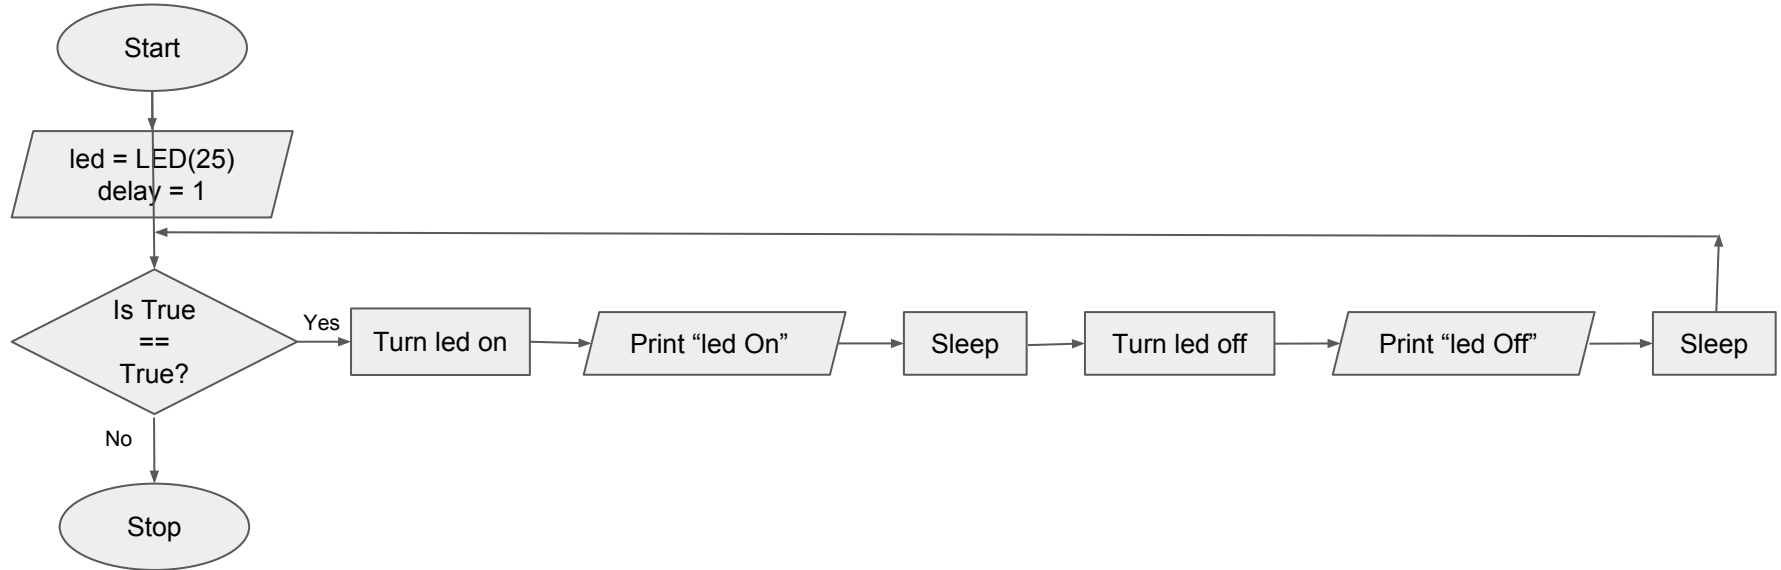 Start
led = LED(25)
delay = 1
Is True
==
True?
Yes
Turn led on
Print “led On”
Sleep
Turn led off
Print “led Off”
Sleep
No
Stop